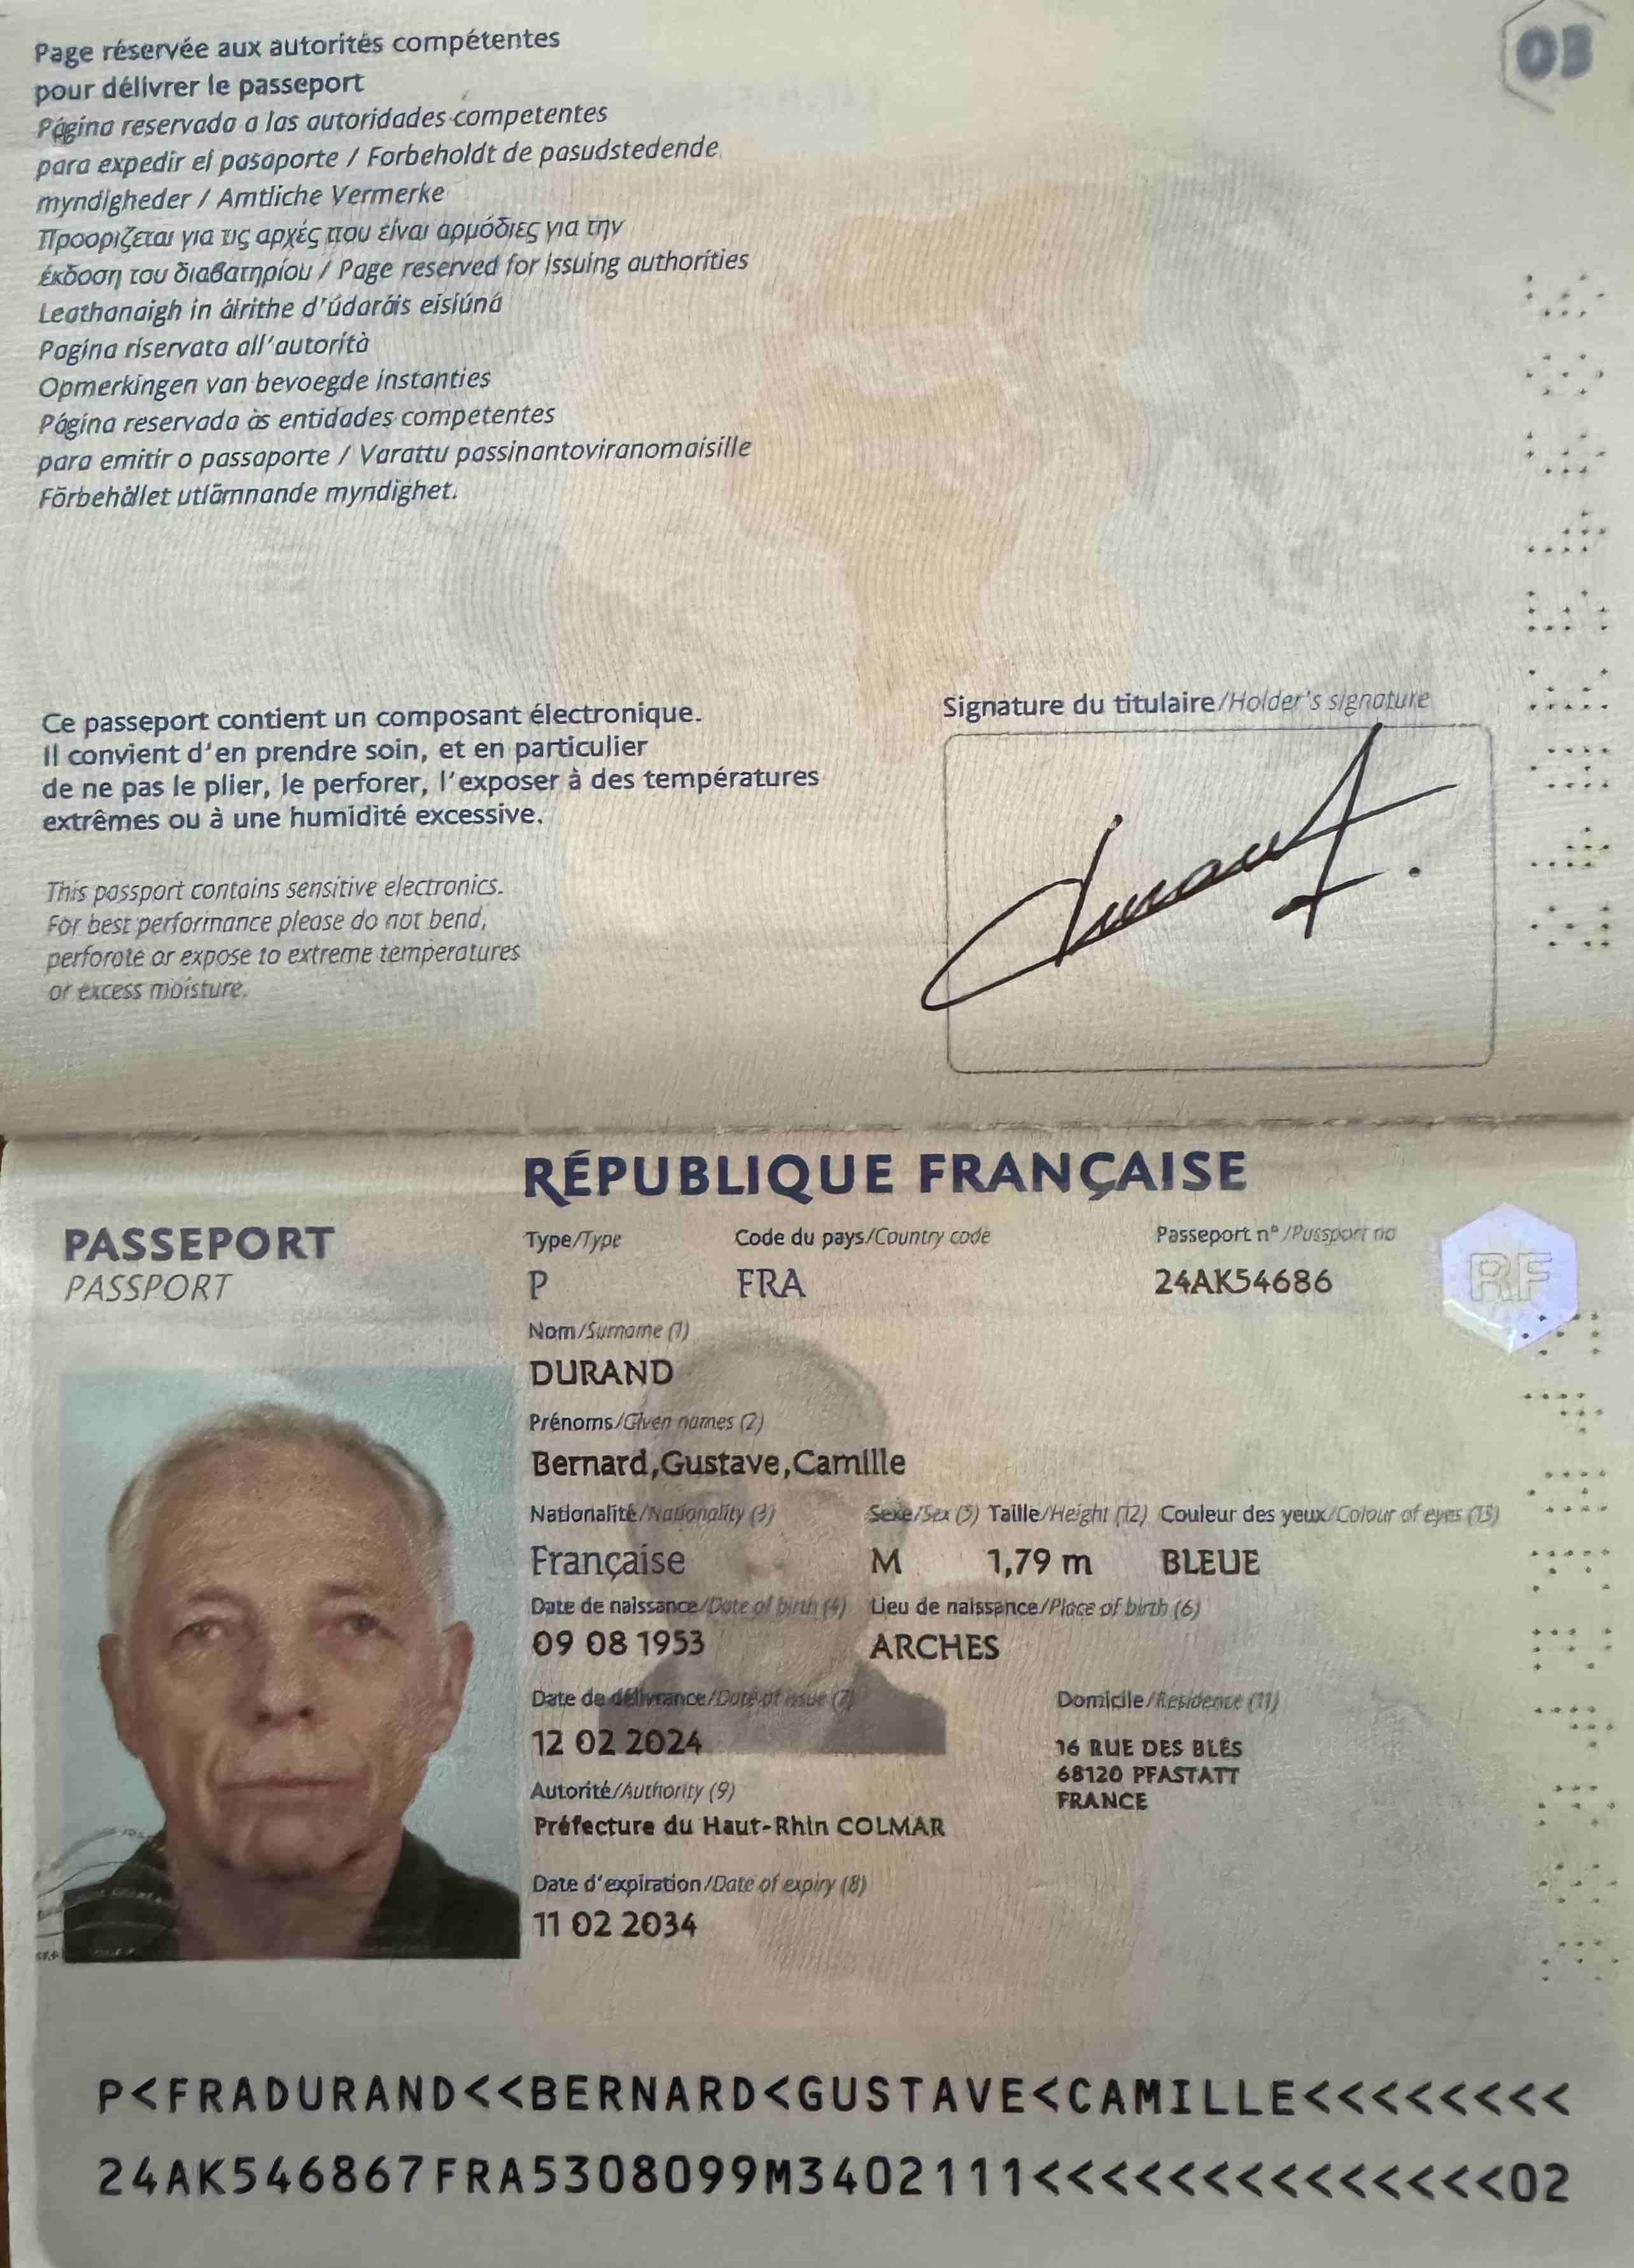 03
Page réservée aux autorités compétentes
pour délivrer le passeport
Página reservada a las autoridades competentes
para expedir el pasaporte / Forbeholdt de pasudstedende
myndigheder / Amtliche Vermerke
Προορίζεται για τις αρχές που είναι αρμόδιες για την
έκδοση του διαβατηρίου / Page reserved for issuing authorities
Leathanaigh in áirithe d'údaráis eisiúná
Pagina riservata all'autorità
Opmerkingen van bevoegde instanties
Página reservada às entidades competentes
para emitir o passaporte / Varattu passinantoviranomaisille
Förbehållet utlämnande myndighet.
Ce passeport contient un composant électronique.
Il convient d'en prendre soin, et en particulier
de ne pas le plier, le perforer, l'exposer à des températures
extrêmes ou à une humidité excessive.
This passport contains sensitive electronics.
For best performance please do not bend,
perforate or expose to extreme temperatures
or excess moisture.
Signature du titulaire/Holder's signature
RÉPUBLIQUE FRANÇAISE
PASSEPORT
PASSPORT
Type/Type Code du pays/Country code Passeport n°/Passport no
P FRA 24AK54686
RF
Nom/Surname (1)
DURAND
Prénoms/Given names (2)
Bernard,Gustave,Camille
Nationalité/Nationality (3) Sexe/Sex (5) Taille/Height (12) Couleur des yeux/Colour of eyes (13)
Française M 1,79 m BLEUE
Date de naissance/Date of birth (4) Lieu de naissance/Place of birth (6)
09 08 1953 ARCHES
Date de délivrance/Date of issue (7) Domicile/Residence (11)
12 02 2024
16 RUE DES BLÉS
68120 PFASTATT
FRANCE
Autorité/Authority (9)
Préfecture du Haut-Rhin COLMAR
Date d'expiration/Date of expiry (8)
11 02 2034
P<FRADURAND<<BERNARD<GUSTAVE<CAMILLE<<<<<<<<
24AK546867FRA5308099M3402111<<<<<<<<<<<<<<02